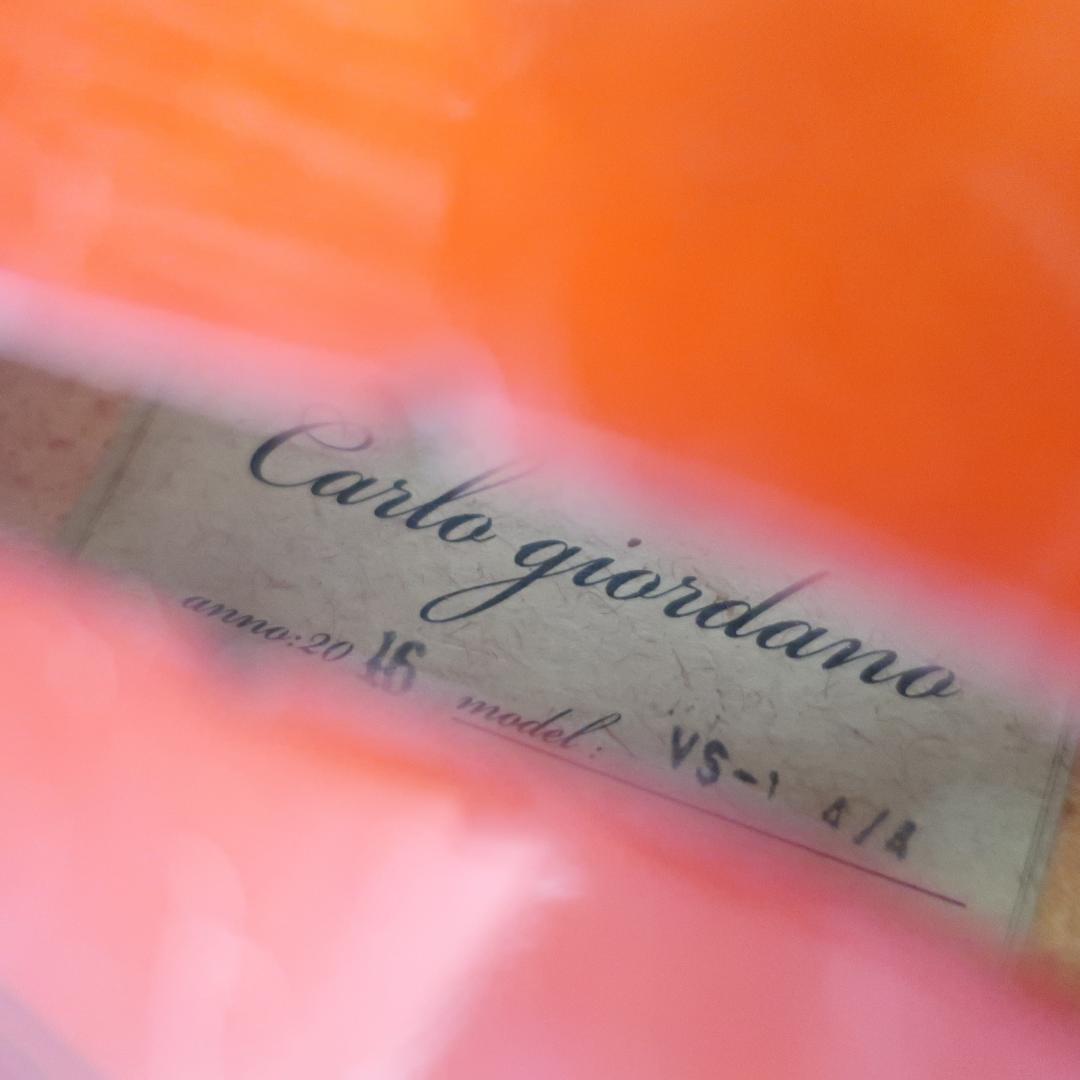 Carlo giordano
anno:20 16 model: VS-1 4/4